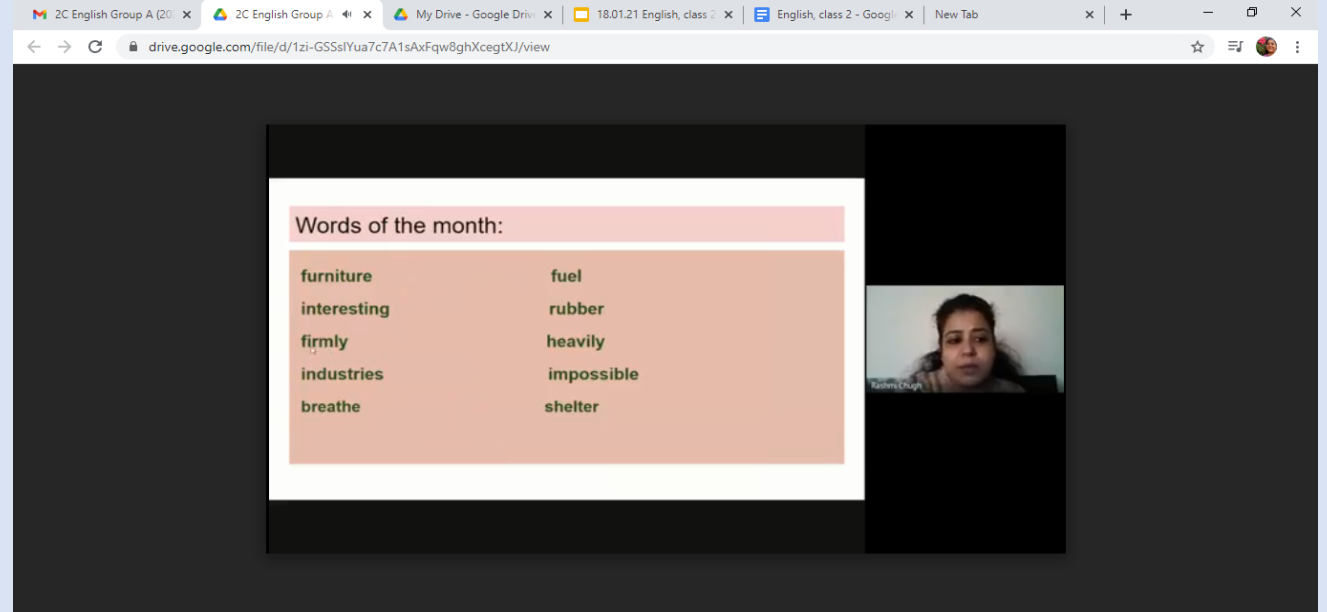 2C English Group A (20
2C English Group A
My Drive - Google Driv
18.01.21 English, class 2
English, class 2 - Googl
New Tab
drive.google.com/file/d/1zi-GSSslYua7c7A1sAxFqw8ghXcegtXJ/view
Words of the month:
furniture fuel
interesting rubber
firmly heavily
industries impossible
breathe shelter
Rashmi Chugh